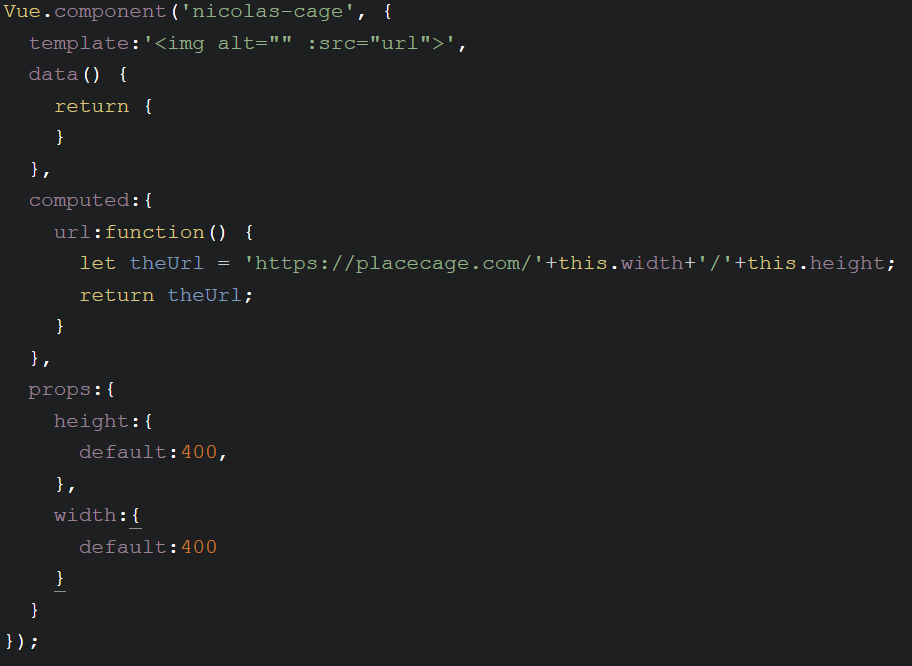 Vue.component('nicolas-cage', {
  template:'<img alt="" :src="url">',
  data() {
    return {
    }
  },
  computed:{
    url:function() {
      let theUrl = 'https://placecage.com/'+this.width+'/'+this.height;
      return theUrl;
    }
  },
  props:{
    height:{
      default:400,
    },
    width:{
      default:400
    }
  }
});